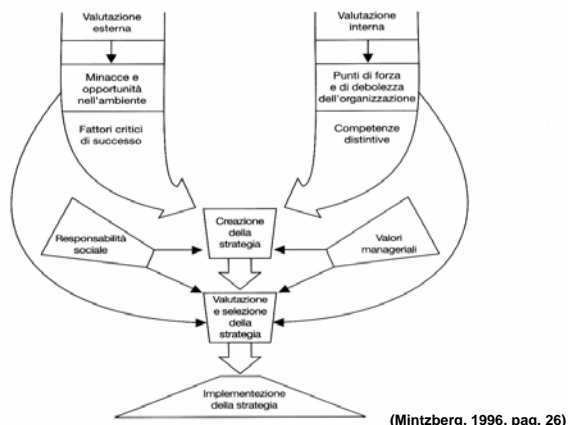 Valutazione
esterna
Valutazione
interna
Minacce e
opportunità
nell'ambiente
Punti di forza
e di debolezza
dell'organizzazione
Fattori critici
di successo
Competenze
distintive
Creazione
della
strategia
Responsabilità
sociale
Valori
manageriali
Valutazione
e selezione
della
strategia
Implementezione
della strategia
(Mintzberg, 1996, pag. 26)